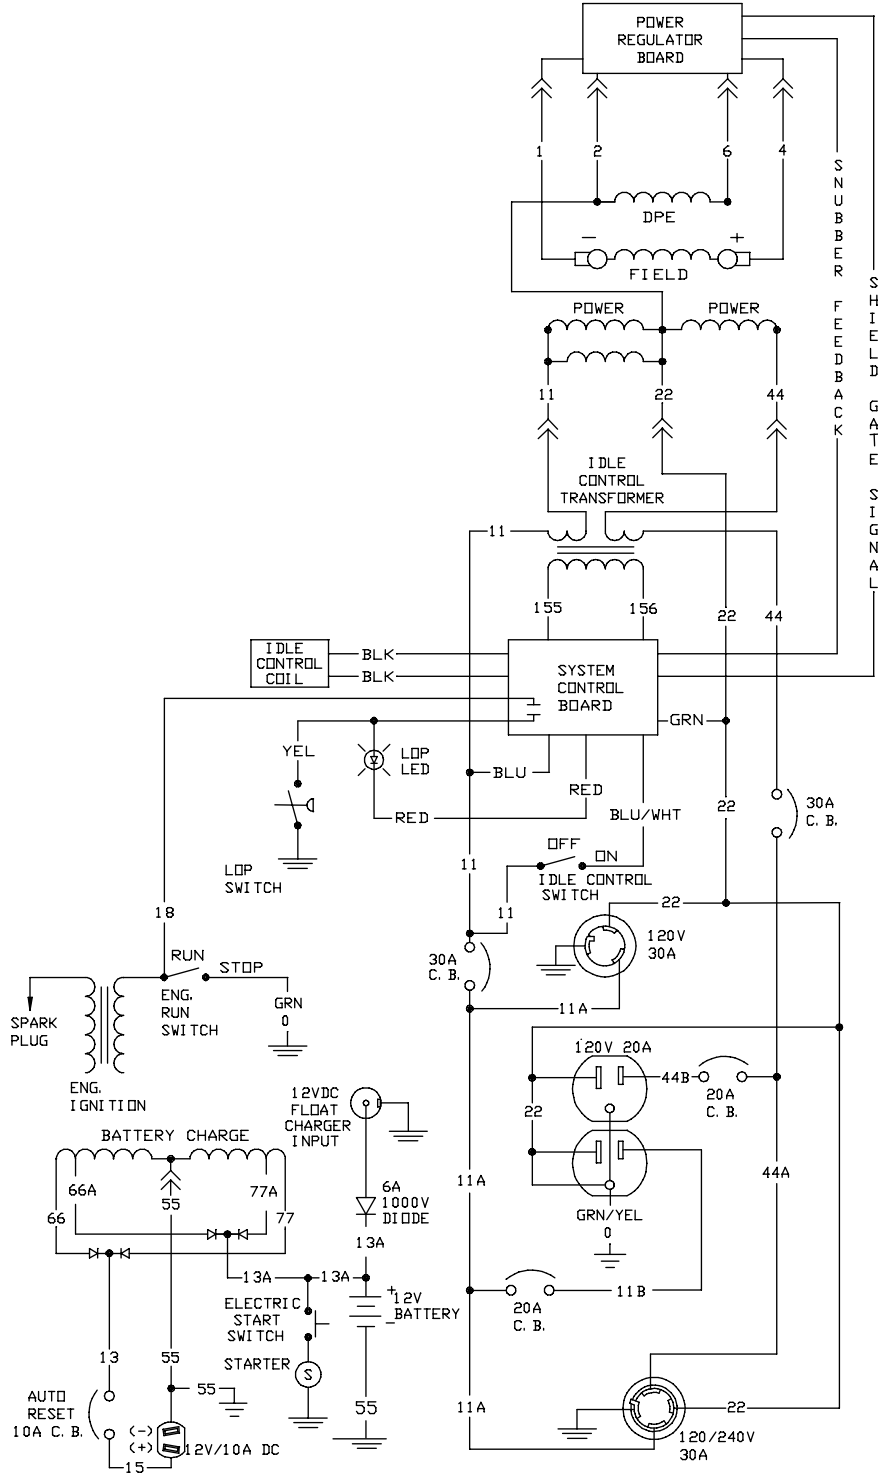 POWER
REGULATOR
BOARD
1
2
6
4
DPE
-
+
FIELD
SNUBBER FEEDBACK
SHIELD GATE SIGNAL
POWER
POWER
11
22
44
IDLE
CONTROL
TRANSFORMER
11
155
156
22
44
IDLE
CONTROL
COIL
BLK
BLK
SYSTEM
CONTROL
BOARD
GRN
YEL
LOP
LED
BLU
RED
RED
BLU/WHT
22
30A
C. B.
LOP
SWITCH
11
OFF
ON
IDLE CONTROL
SWITCH
18
11
22
120V
30A
30A
C. B.
RUN
STOP
ENG.
RUN
SWITCH
GRN
0
SPARK
PLUG
11A
ENG.
IGNITION
120V 20A
44B
20A
C. B.
22
12VDC
FLOAT
CHARGER
INPUT
BATTERY CHARGE
66A
77A
55
66
77
6A
1000V
DIODE
13A
11A
44A
GRN/YEL
0
13A
13A
ELECTRIC
START
SWITCH
+
12V
BATTERY
-
11B
20A
C. B.
13
55
STARTER
S
55
55
11A
22
AUTO
RESET
10A C. B.
(-)
(+)
12V/10A DC
15
120/240V
30A